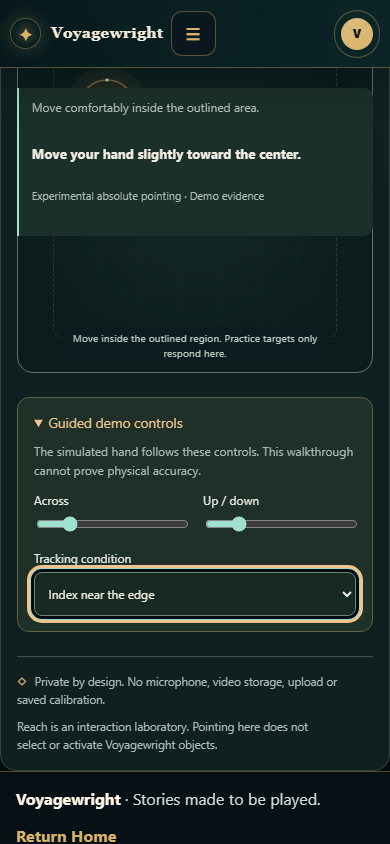 Voyagewright
V
Move comfortably inside the outlined area.
Move your hand slightly toward the center.
Experimental absolute pointing · Demo evidence
Move inside the outlined region. Practice targets only
respond here.
▼ Guided demo controls
The simulated hand follows these controls. This walkthrough
cannot prove physical accuracy.
Across
Up / down
Tracking condition
Index near the edge
Private by design. No microphone, video storage, upload or
saved calibration.
Reach is an interaction laboratory. Pointing here does not
select or activate Voyagewright objects.
Voyagewright · Stories made to be played.
Return Home